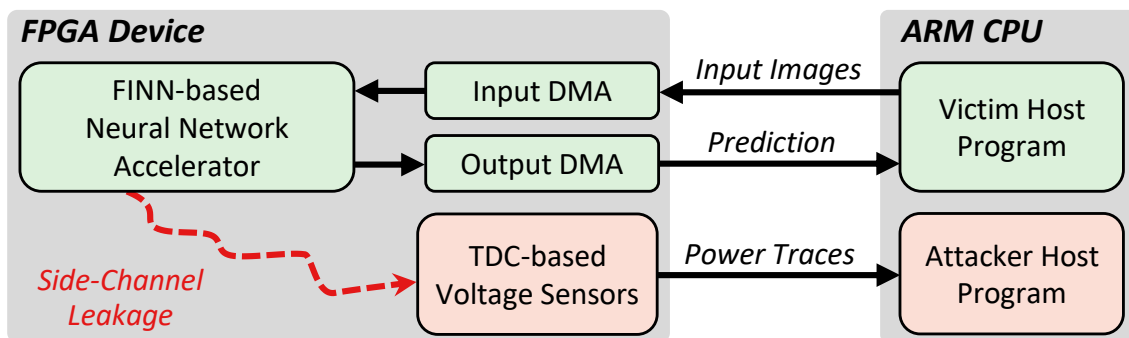 FPGA Device
ARM CPU
FINN-based
Neural Network
Accelerator
Input DMA
Input Images
Victim Host
Program
Output DMA
Prediction
Side-Channel
Leakage
TDC-based
Voltage Sensors
Power Traces
Attacker Host
Program